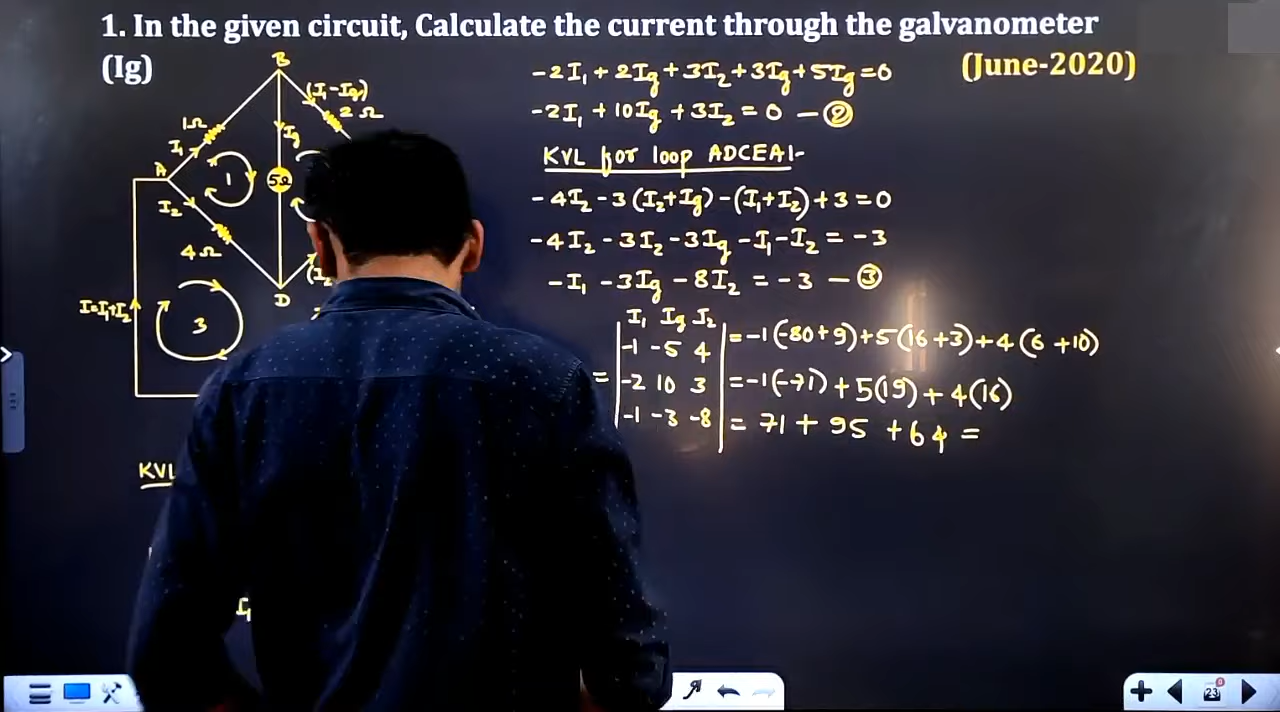 1. In the given circuit, Calculate the current through the galvanometer
(Ig) (June-2020)
B
(I₁-Ig)
2Ω
1Ω
I₁
Ig
A
1
5Ω
I₂
4Ω
(I₂
D
I=I₁+I₂
3
KVL
I₁
-2I₁+2Ig+3I₂+3Ig+5Ig=0
-2I₁+10Ig+3I₂=0 —②
KVL for loop ADCEA:-
-4I₂-3(I₂+Ig)-(I₁+I₂)+3=0
-4I₂-3I₂-3Ig-I₁-I₂=-3
-I₁-3Ig-8I₂=-3 —③
I₁ Ig I₂
-1 -5 4 =-1(-80+9)+5(16+3)+4(6+10)
= -2 10 3 =-1(-71)+5(19)+4(16)
-1 -3 -8 =71+95+64=
23